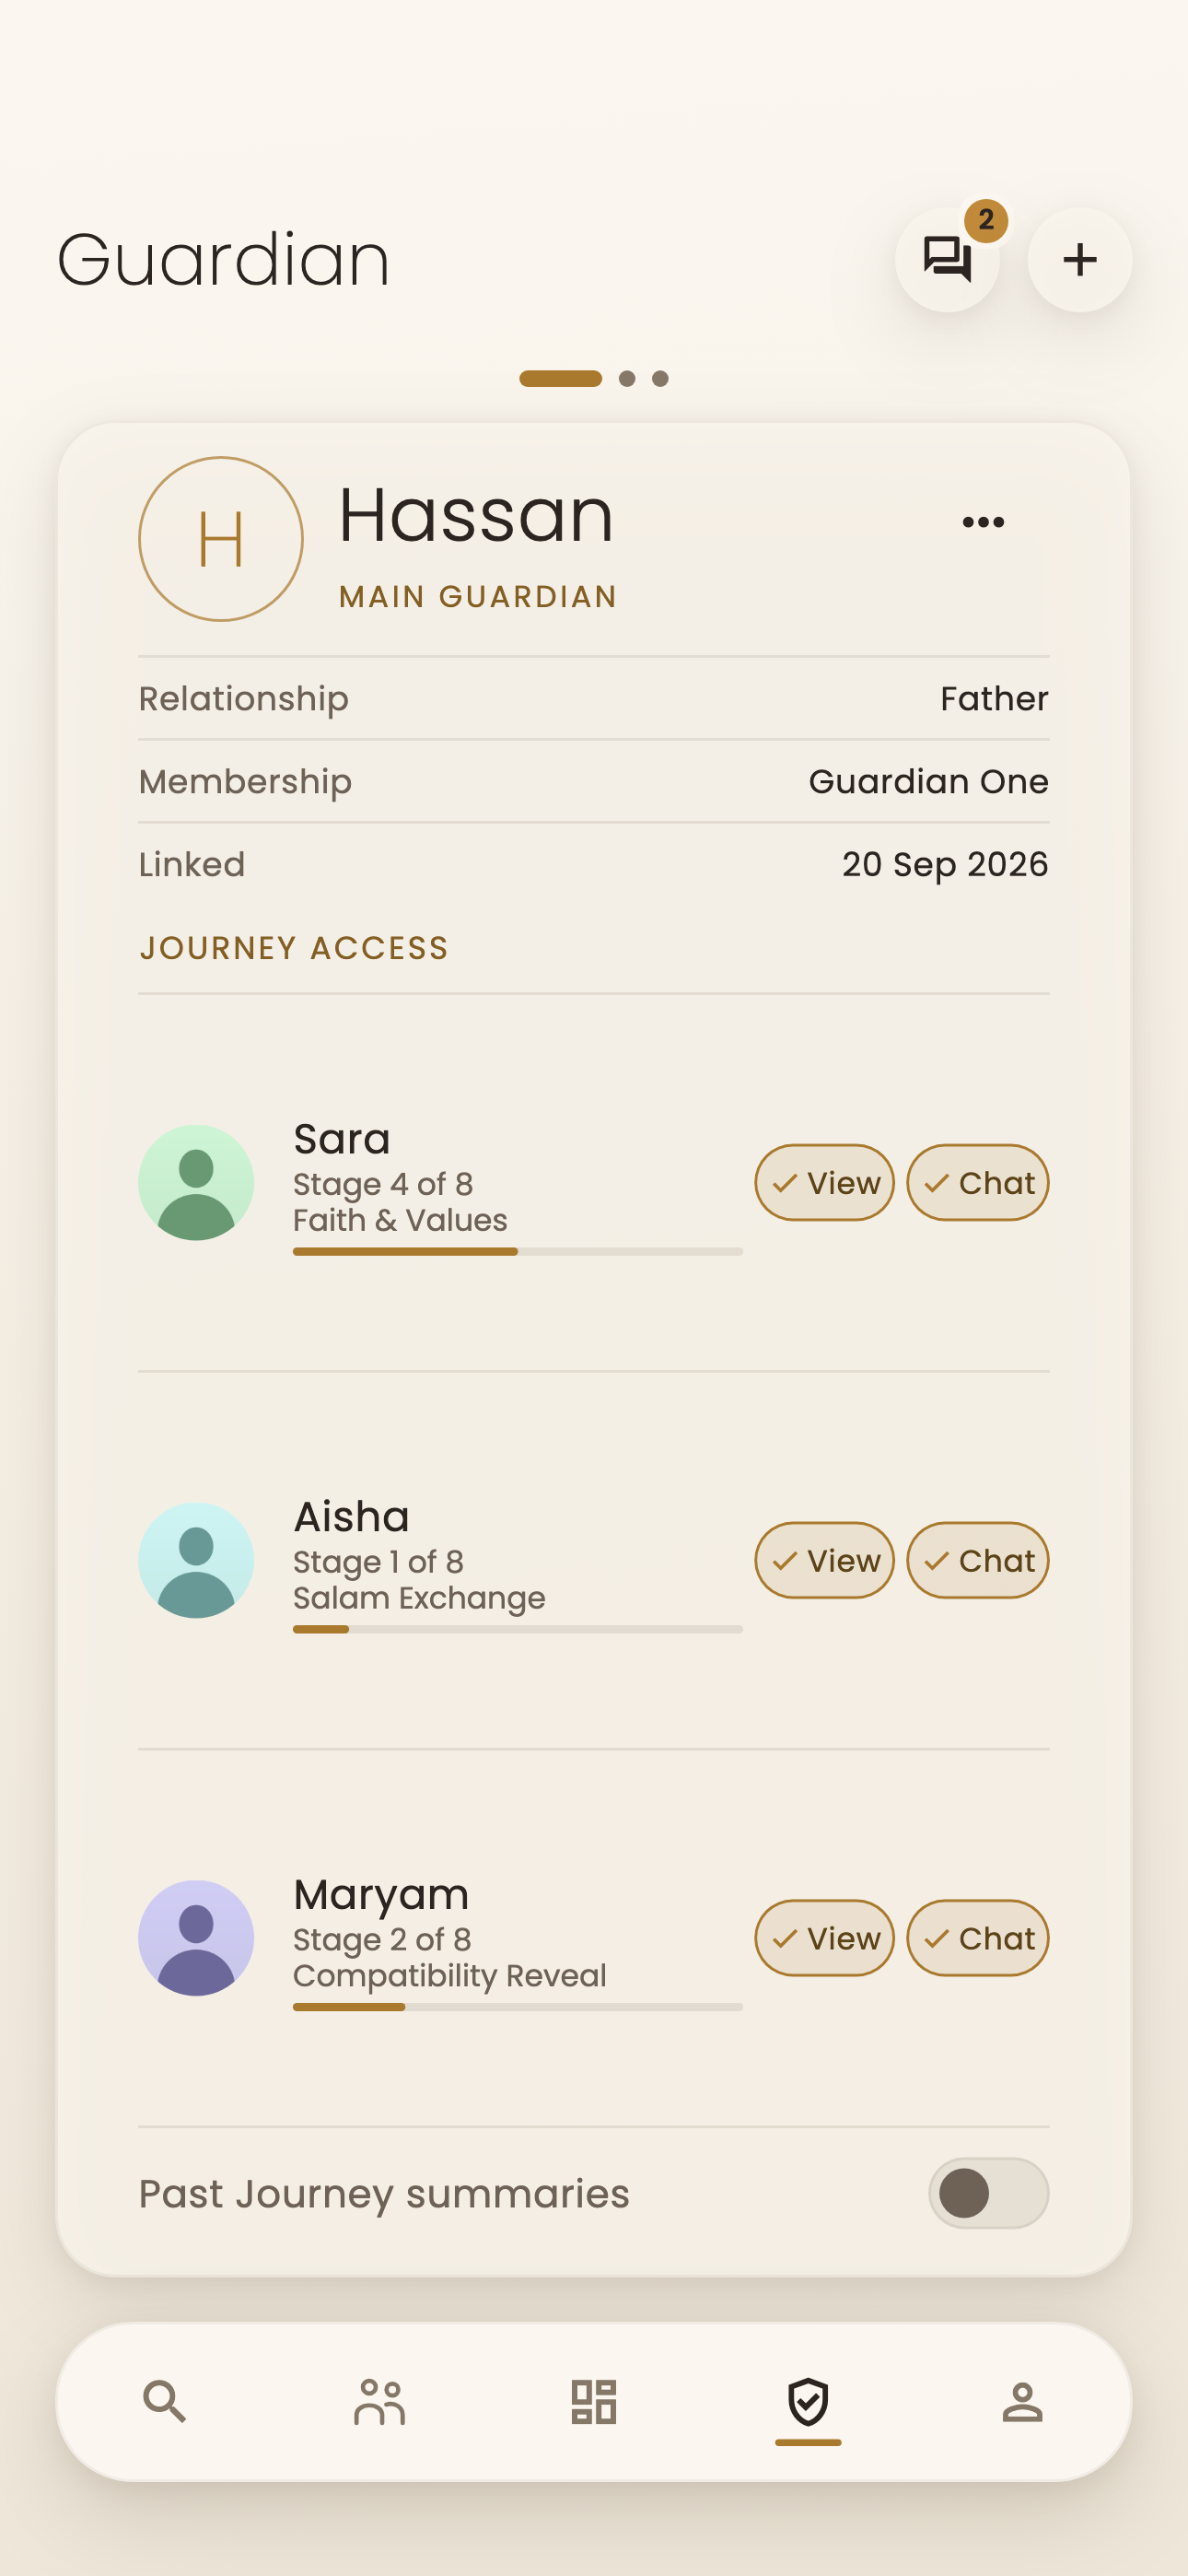 Guardian
2
H
Hassan
MAIN GUARDIAN
Relationship Father
Membership Guardian One
Linked 20 Sep 2026
JOURNEY ACCESS
Sara
Stage 4 of 8
Faith & Values
View Chat
Aisha
Stage 1 of 8
Salam Exchange
View Chat
Maryam
Stage 2 of 8
Compatibility Reveal
View Chat
Past Journey summaries